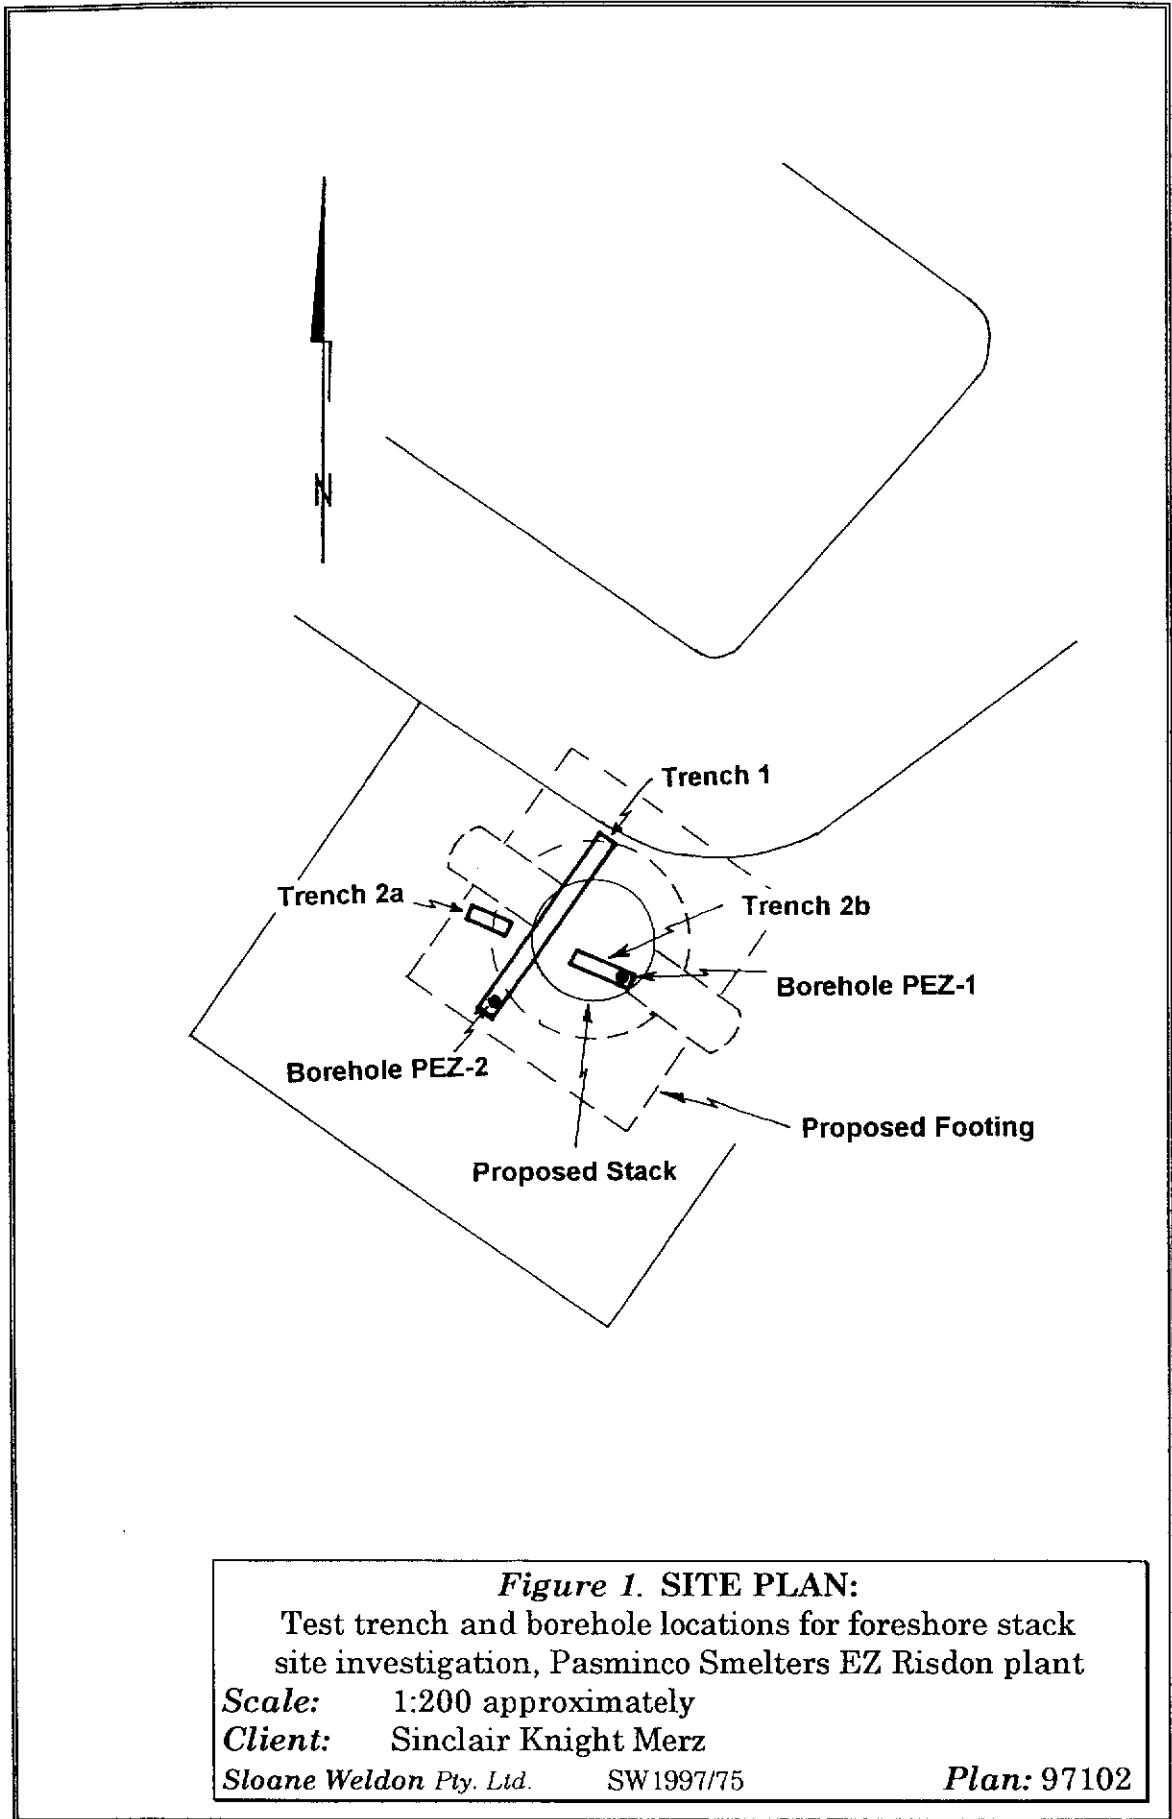 N
Trench 1
Trench 2a
Trench 2b
Borehole PEZ-1
Borehole PEZ-2
Proposed Footing
Proposed Stack
Figure 1. SITE PLAN:
Test trench and borehole locations for foreshore stack
site investigation, Pasminco Smelters EZ Risdon plant
Scale: 1:200 approximately
Client: Sinclair Knight Merz
Sloane Weldon Pty. Ltd. SW1997/75 Plan: 97102